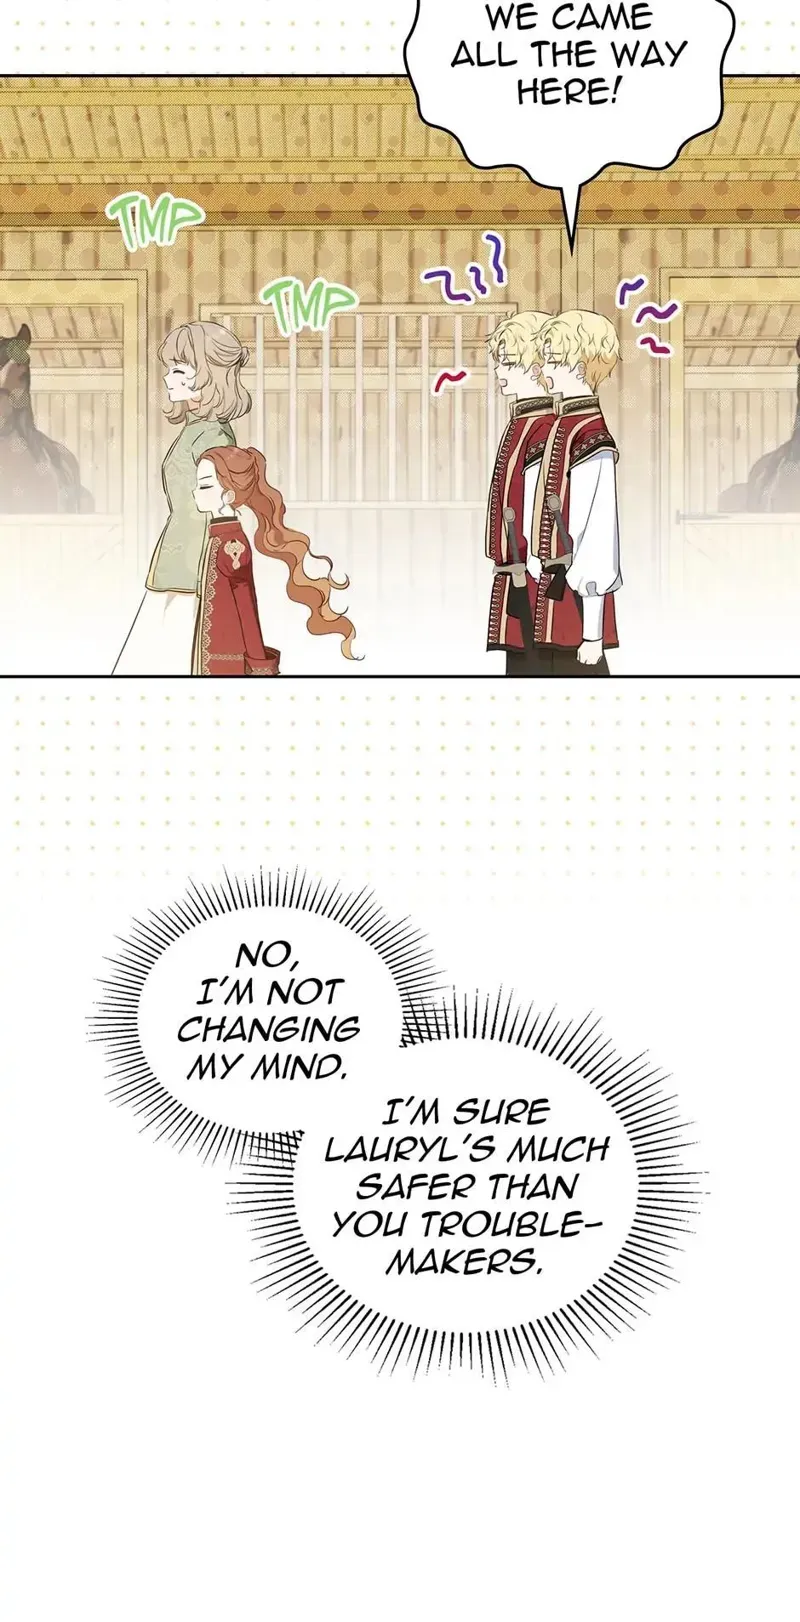 WE CAME
ALL THE WAY
HERE!
TMP
TMP
NO,
I'M NOT
CHANGING
MY MIND.
I'M SURE
LAURYL'S MUCH
SAFER THAN
YOU TROUBLE-
MAKERS.